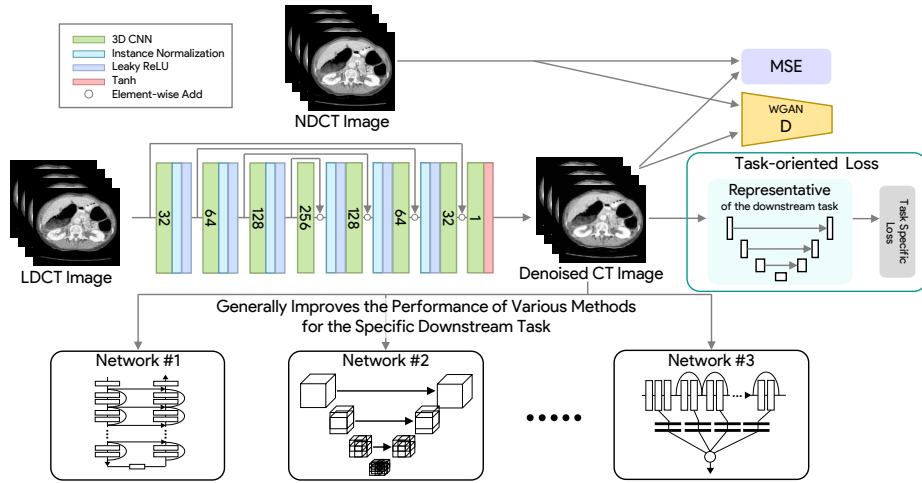 3D CNN
Instance Normalization
Leaky ReLU
Tanh
Element-wise Add
NDCT Image
MSE
WGAN
D
LDCT Image
32
64
128
256
128
64
32
1
Denoised CT Image
Task-oriented Loss
Representative
of the downstream task
Task Specific
Loss
Generally Improves the Performance of Various Methods
for the Specific Downstream Task
Network #1
Network #2
Network #3